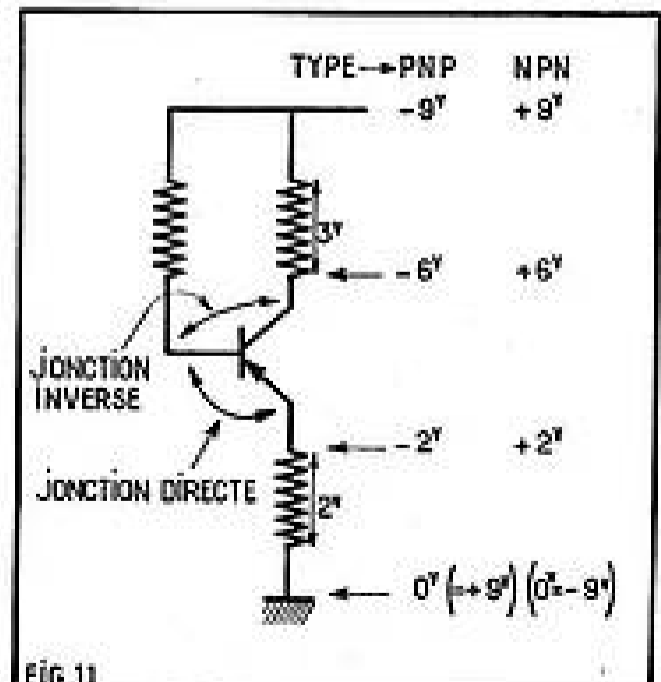 TYPE→PNP NPN
-9V +9V
3V
-6V +6V
JONCTION
INVERSE
-2V +2V
JONCTION DIRECTE
2V
0V (=+9V) (0V=-9V)
FIG. 11